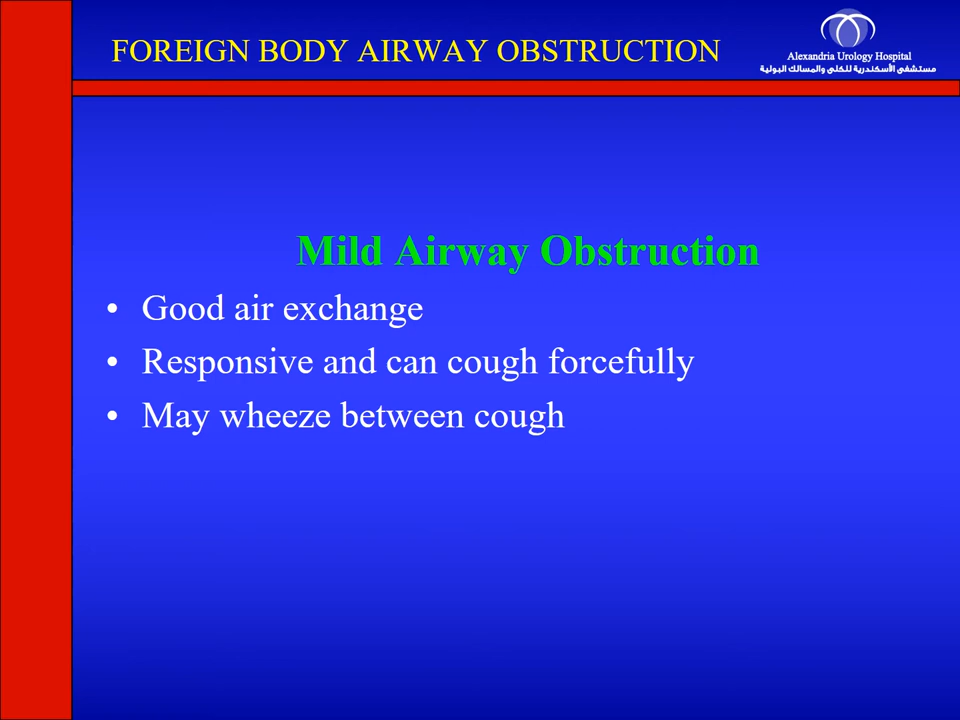 FOREIGN BODY AIRWAY OBSTRUCTION
Alexandria Urology Hospital
مستشفى الأسكندرية للكلى والمسالك البولية
Mild Airway Obstruction
• Good air exchange
• Responsive and can cough forcefully
• May wheeze between cough